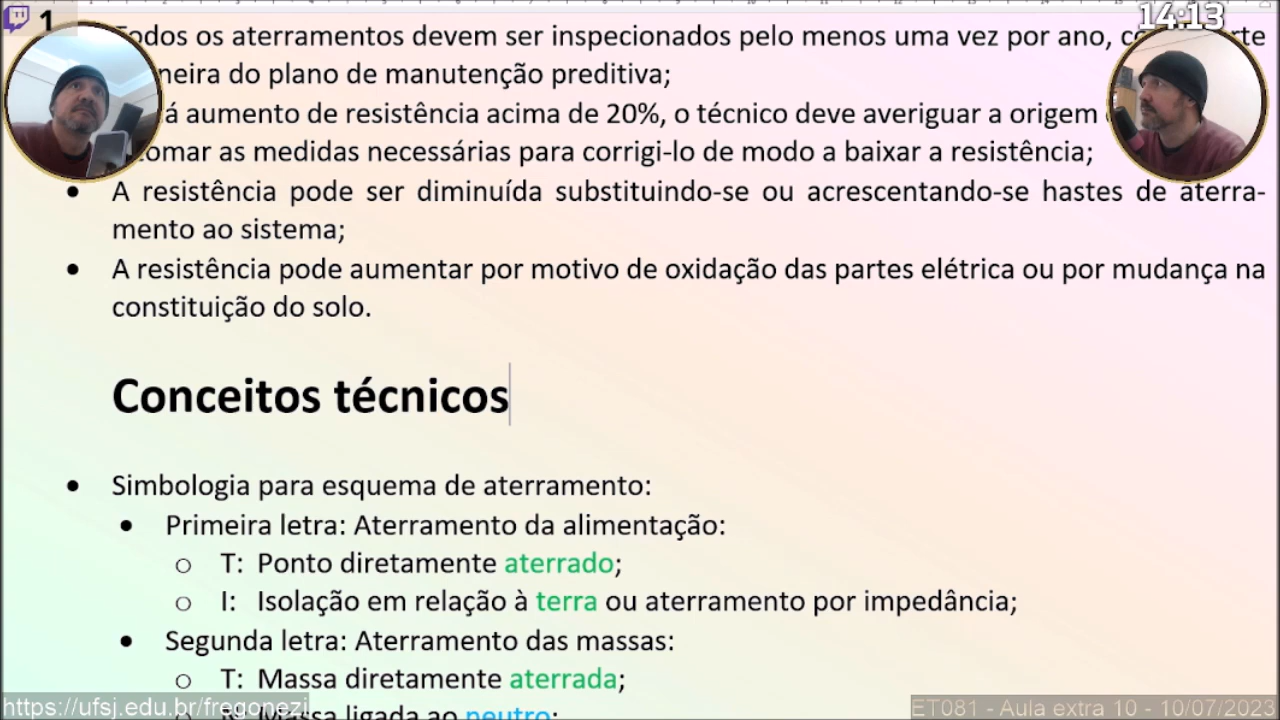 1
14:13
Todos os aterramentos devem ser inspecionados pelo menos uma vez por ano,
neira do plano de manutenção preditiva;
á aumento de resistência acima de 20%, o técnico deve averiguar a origem
tomar as medidas necessárias para corrigi-lo de modo a baixar a resistência;
• A resistência pode ser diminuída substituindo-se ou acrescentando-se hastes de aterra-
mento ao sistema;
• A resistência pode aumentar por motivo de oxidação das partes elétrica ou por mudança na
constituição do solo.
Conceitos técnicos
• Simbologia para esquema de aterramento:
• Primeira letra: Aterramento da alimentação:
o T: Ponto diretamente aterrado;
o I: Isolação em relação à terra ou aterramento por impedância;
• Segunda letra: Aterramento das massas:
o T: Massa diretamente aterrada;
Massa ligada ao neutro;
https://ufsj.edu.br/fregonezi
ET081 - Aula extra 10 - 10/07/2023